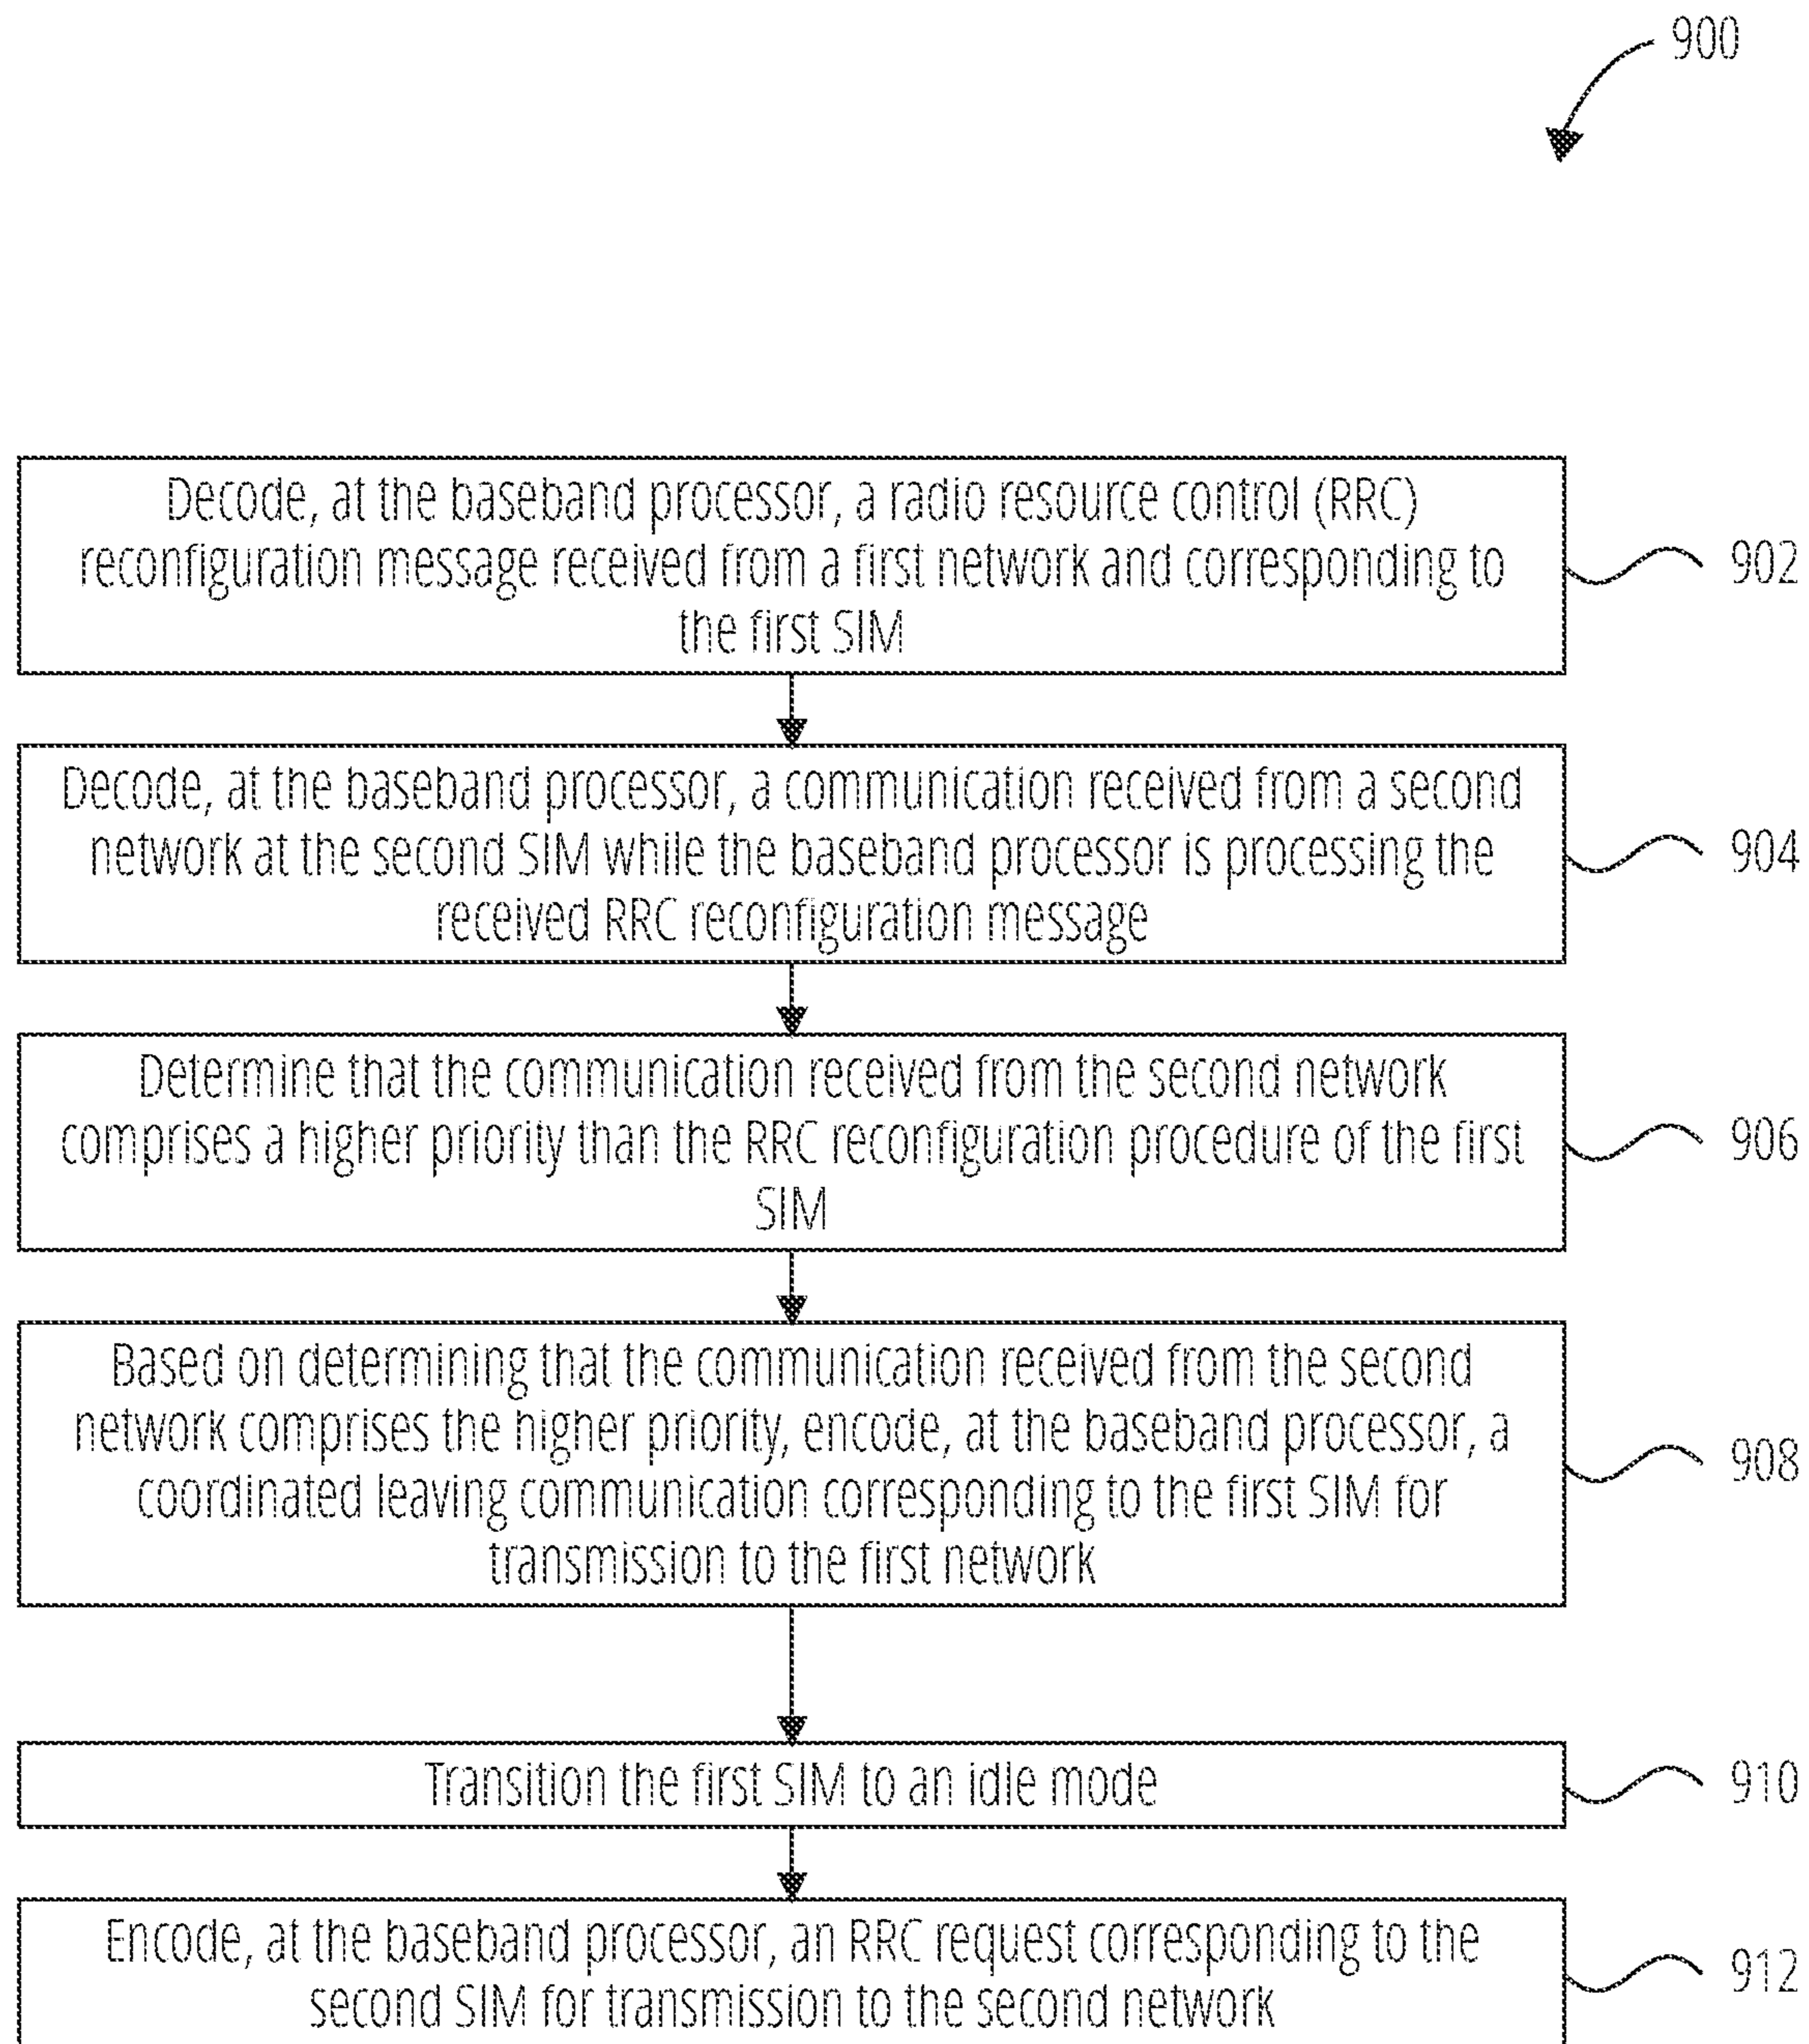 900
Decode, at the baseband processor, a radio resource control (RRC)
reconfiguration message received from a first network and corresponding to
the first SIM
902
Decode, at the baseband processor, a communication received from a second
network at the second SIM while the baseband processor is processing the
received RRC reconfiguration message
904
Determine that the communication received from the second network
comprises a higher priority than the RRC reconfiguration procedure of the first
SIM
906
Based on determining that the communication received from the second
network comprises the higher priority, encode, at the baseband processor, a
coordinated leaving communication corresponding to the first SIM for
transmission to the first network
908
Transition the first SIM to an idle mode
910
Encode, at the baseband processor, an RRC request corresponding to the
second SIM for transmission to the second network
912